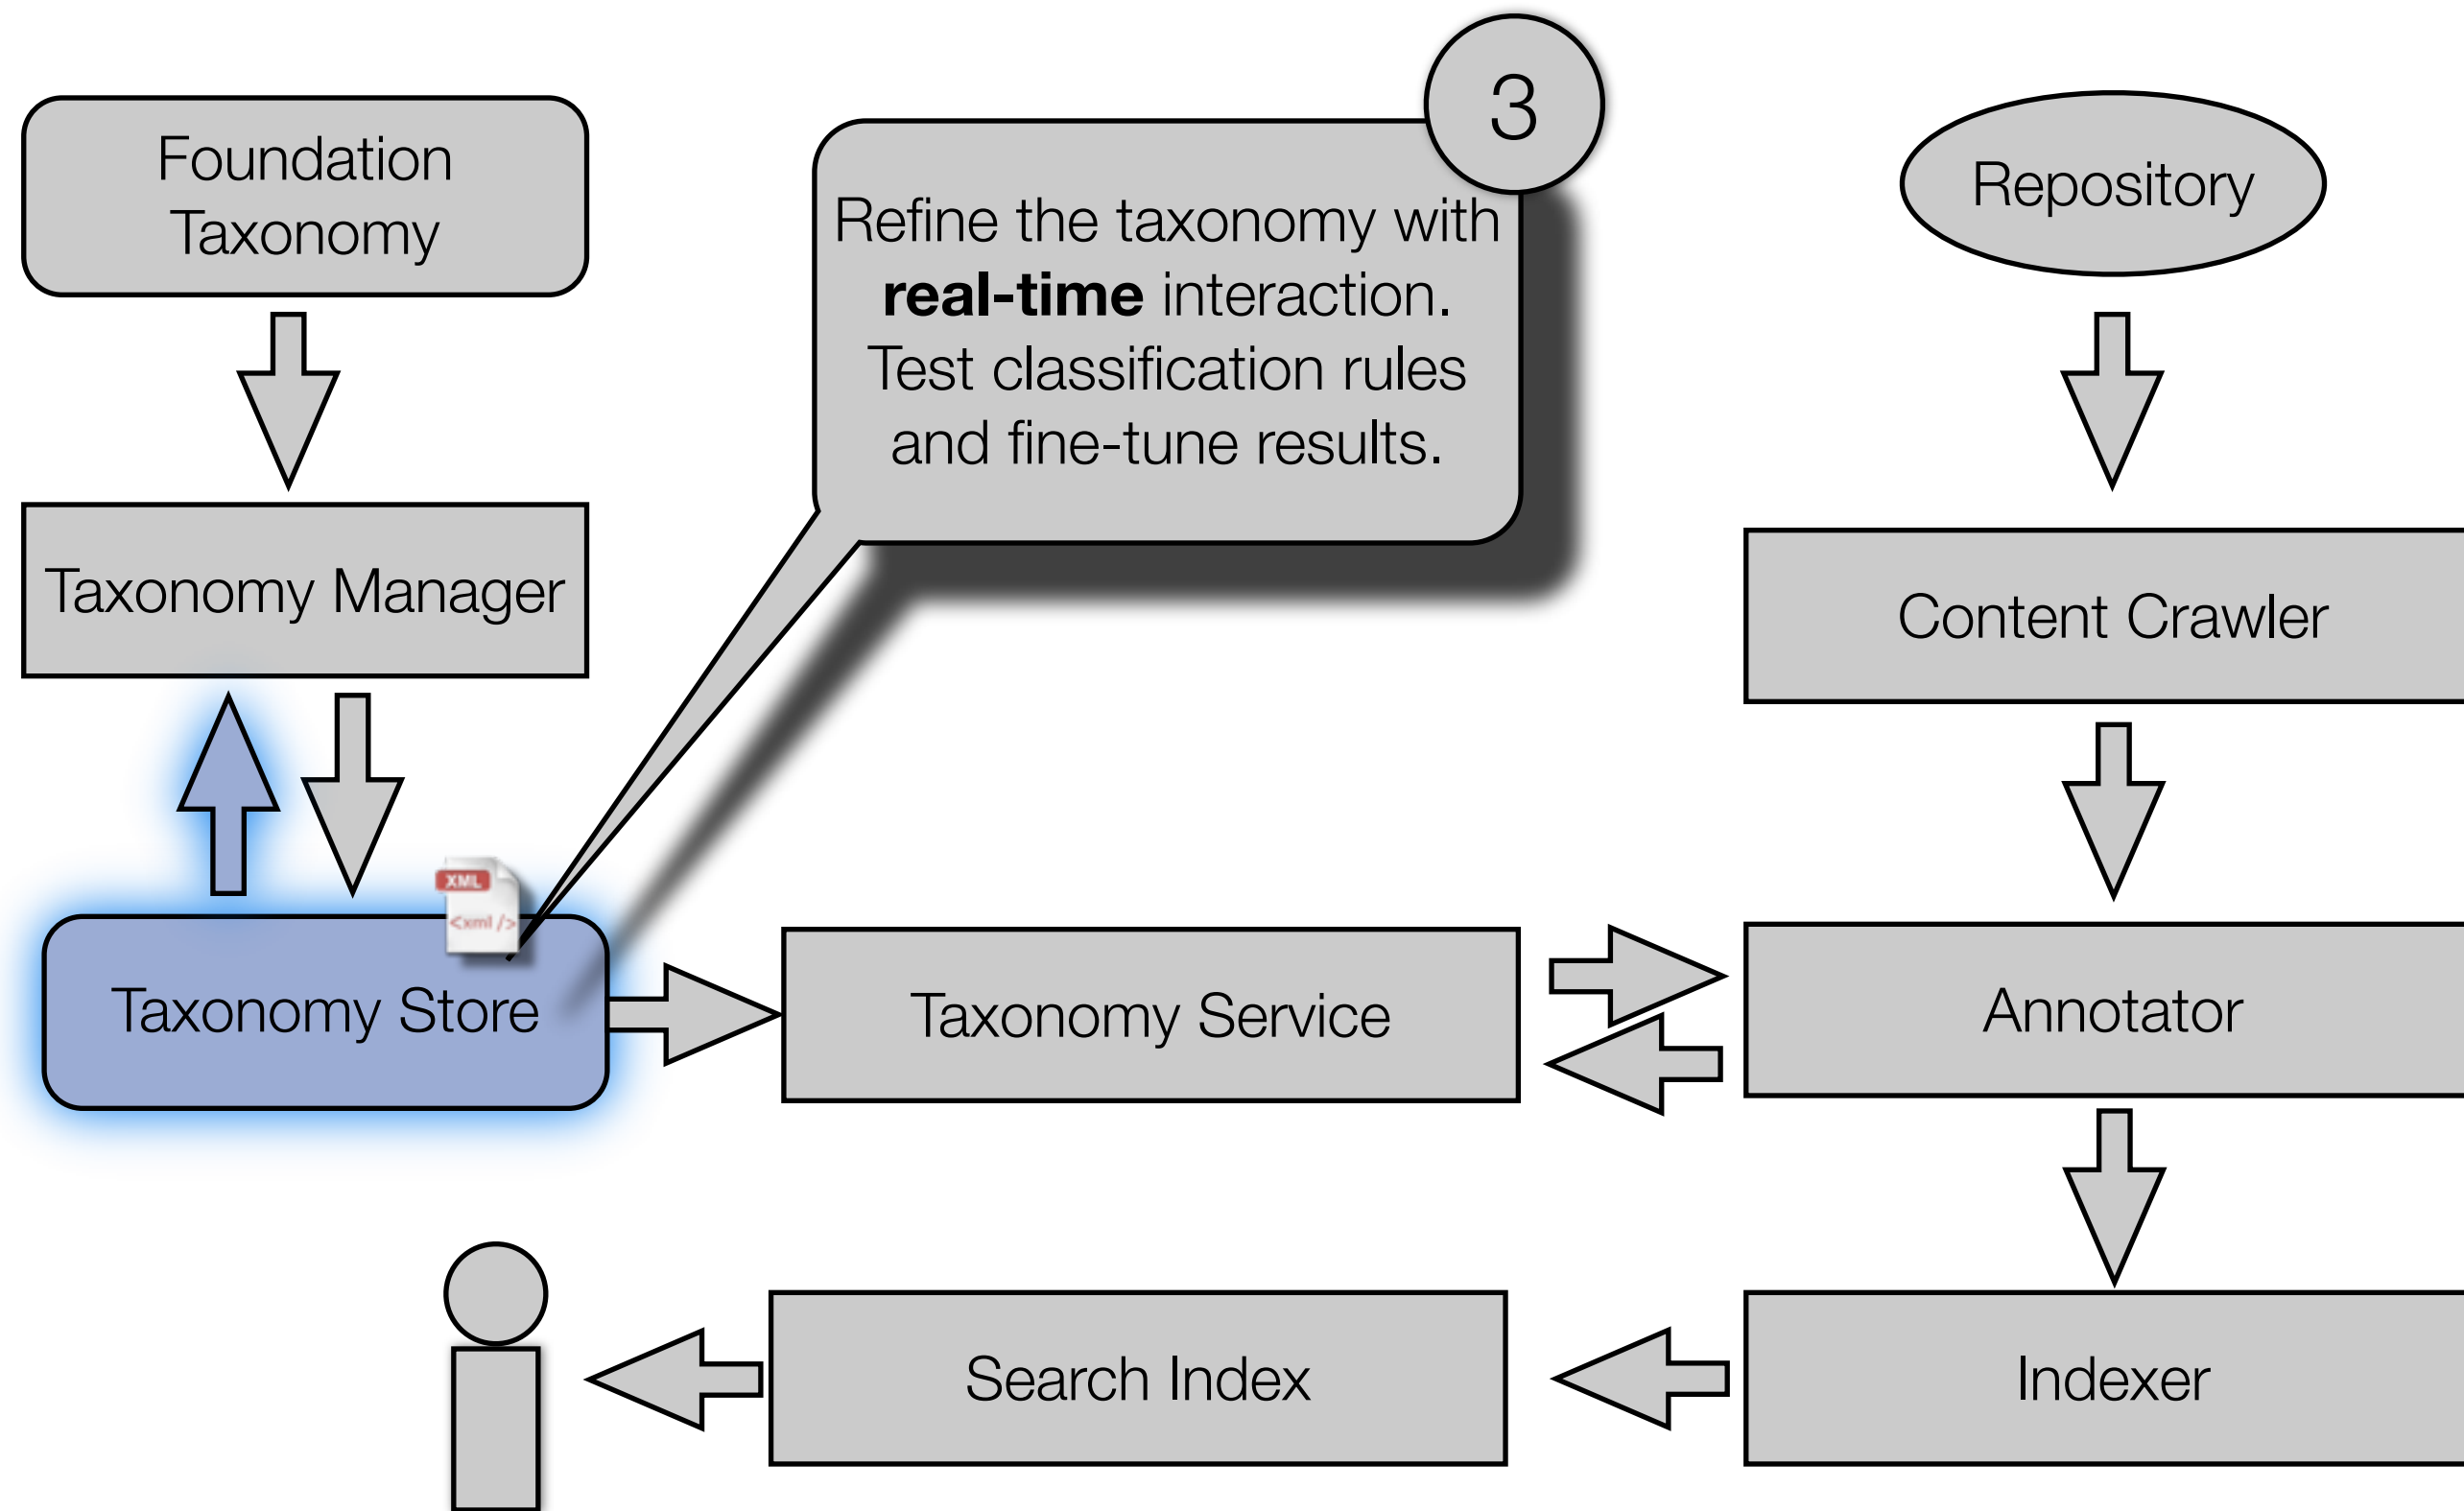 3
Foundation
Taxonomy
Refine the taxonomy with
real-time interaction.
Test classification rules
and fine-tune results.
Repository
Taxonomy Manager
Content Crawler
XML
<xml />
Taxonomy Store
Taxonomy Service
Annotator
Search Index
Indexer